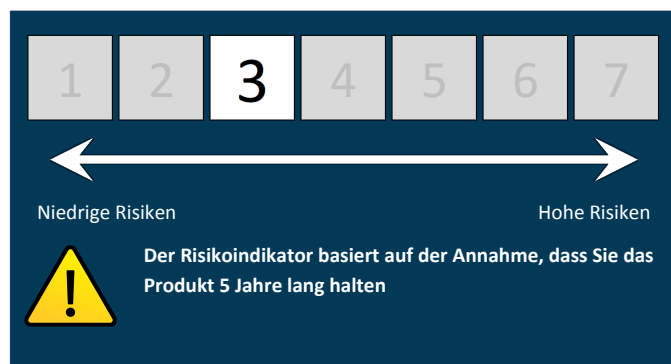 1 2 3 4 5 6 7
Niedrige Risiken Hohe Risiken
Der Risikoindikator basiert auf der Annahme, dass Sie das
Produkt 5 Jahre lang halten